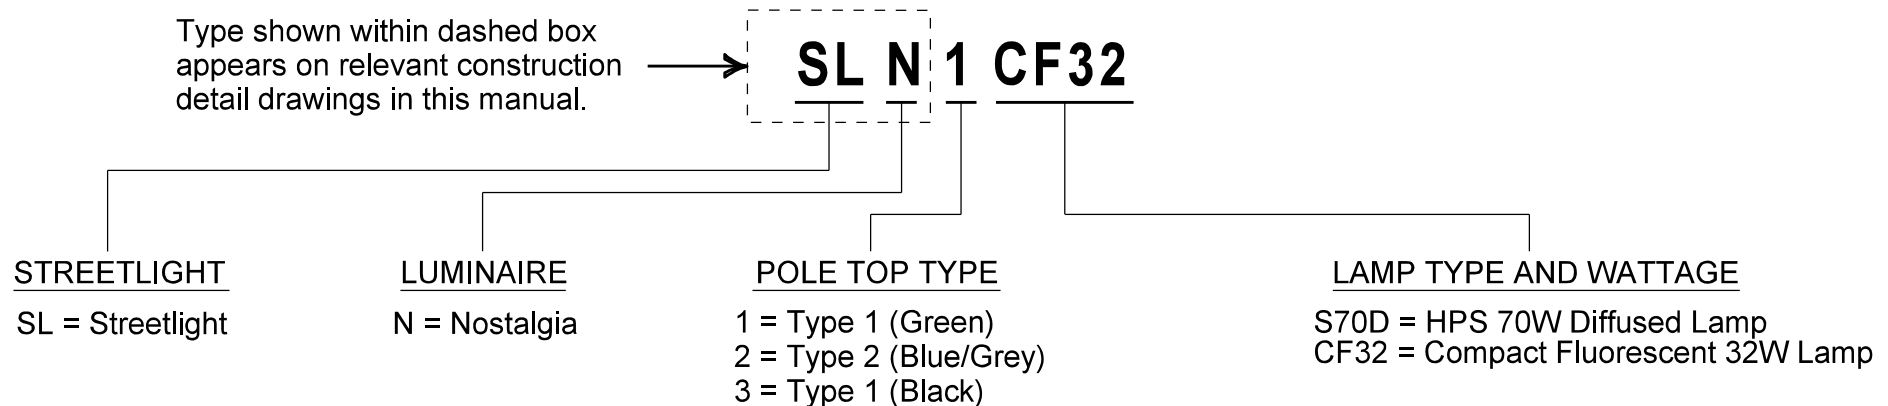 Type shown within dashed box
appears on relevant construction
detail drawings in this manual.
SL N 1 CF32
STREETLIGHT
SL = Streetlight
LUMINAIRE
N = Nostalgia
POLE TOP TYPE
1 = Type 1 (Green)
2 = Type 2 (Blue/Grey)
3 = Type 1 (Black)
LAMP TYPE AND WATTAGE
S70D = HPS 70W Diffused Lamp
CF32 = Compact Fluorescent 32W Lamp